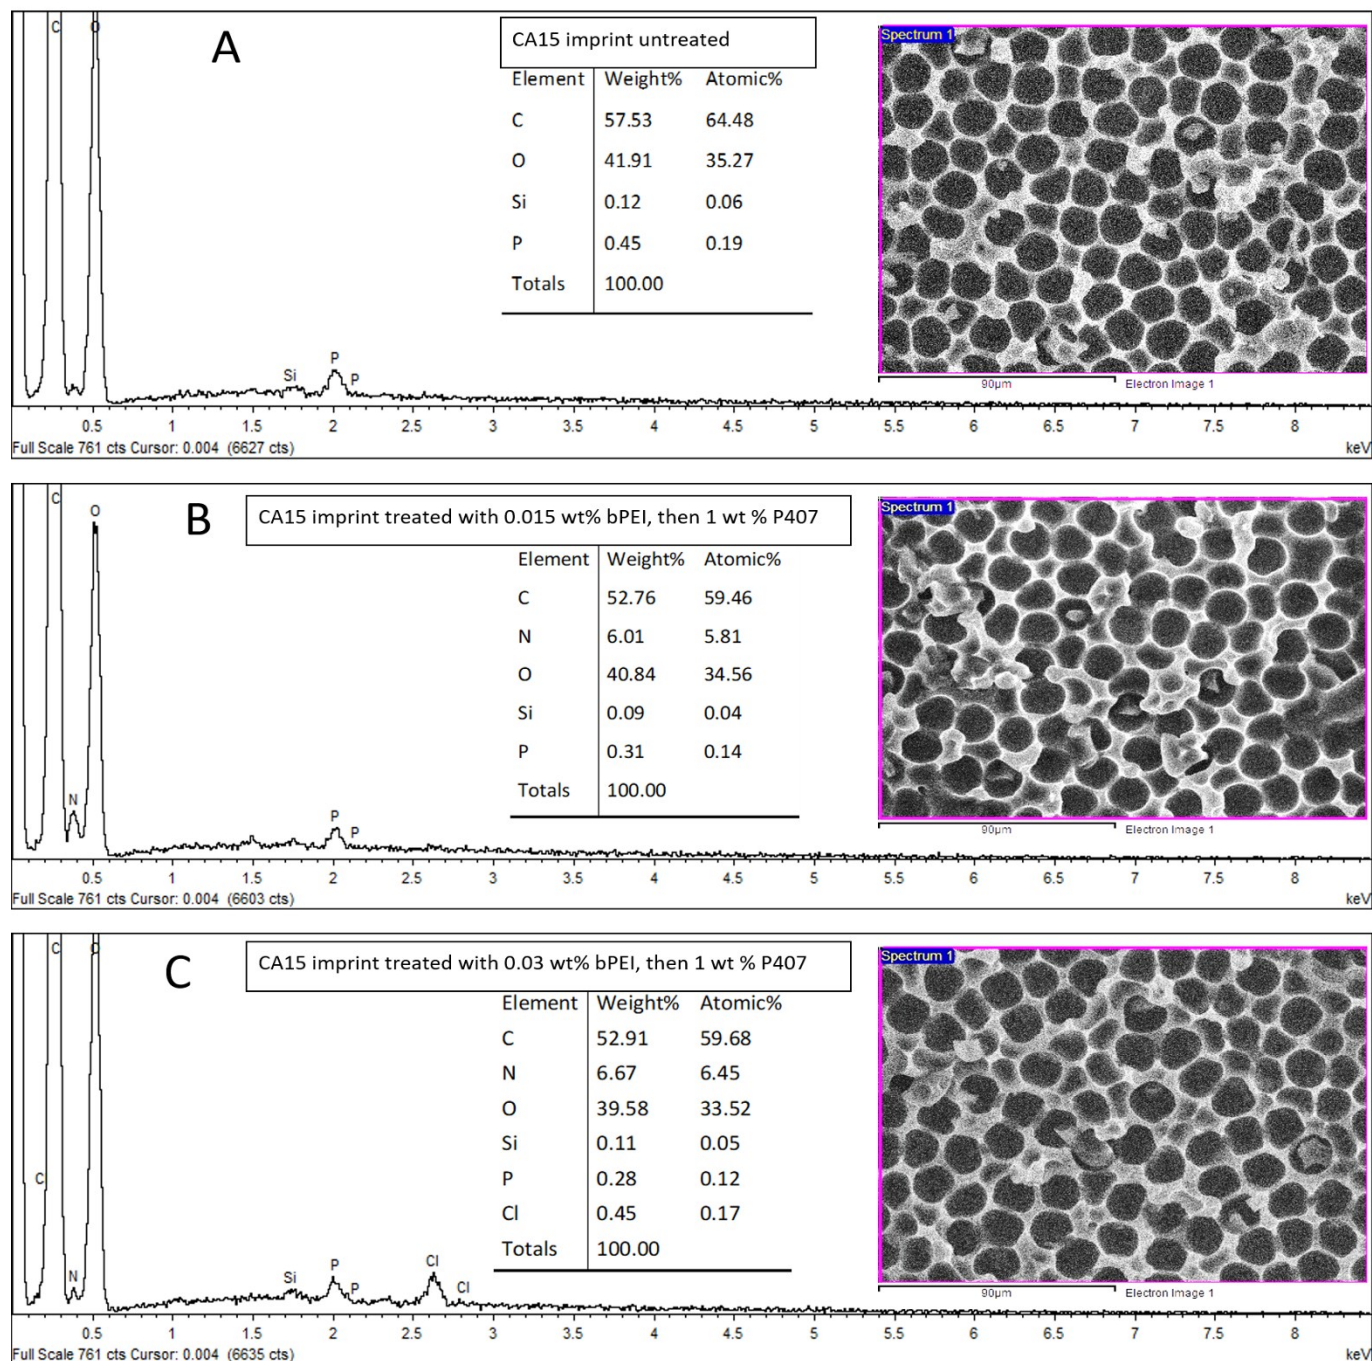 C O
A
CA15 imprint untreated
Element Weight% Atomic%
C 57.53 64.48
O 41.91 35.27
Si 0.12 0.06
P 0.45 0.19
Totals 100.00
Spectrum 1
90µm Electron Image 1
Si P P
0.5 1 1.5 2 2.5 3 3.5 4 4.5 5 5.5 6 6.5 7 7.5 8
Full Scale 761 cts Cursor: 0.004 (6627 cts) keV
C O
B
CA15 imprint treated with 0.015 wt% bPEI, then 1 wt % P407
Element Weight% Atomic%
C 52.76 59.46
N 6.01 5.81
O 40.84 34.56
Si 0.09 0.04
P 0.31 0.14
Totals 100.00
Spectrum 1
90µm Electron Image 1
N P P
0.5 1 1.5 2 2.5 3 3.5 4 4.5 5 5.5 6 6.5 7 7.5 8
Full Scale 761 cts Cursor: 0.004 (6603 cts) keV
C O
C
CA15 imprint treated with 0.03 wt% bPEI, then 1 wt % P407
Element Weight% Atomic%
C 52.91 59.68
N 6.67 6.45
O 39.58 33.52
Si 0.11 0.05
P 0.28 0.12
Cl 0.45 0.17
Totals 100.00
Spectrum 1
90µm Electron Image 1
C
N Si P P Cl Cl
0.5 1 1.5 2 2.5 3 3.5 4 4.5 5 5.5 6 6.5 7 7.5 8
Full Scale 761 cts Cursor: 0.004 (6635 cts) keV